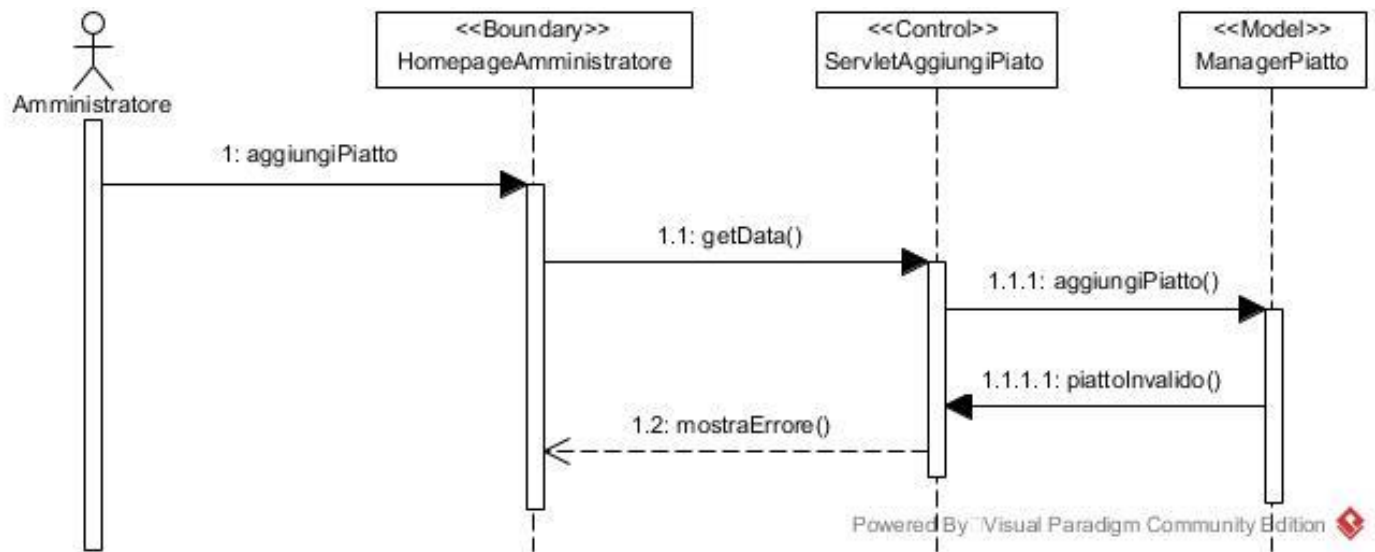 <<Boundary>>
HomepageAmministratore
<<Control>>
ServletAggiungiPiato
<<Model>>
ManagerPiatto
Amministratore
1: aggiungiPiatto
1.1: getData()
1.1.1: aggiungiPiatto()
1.1.1.1: piattoInvalido()
1.2: mostraErrore()
Powered By Visual Paradigm Community Edition